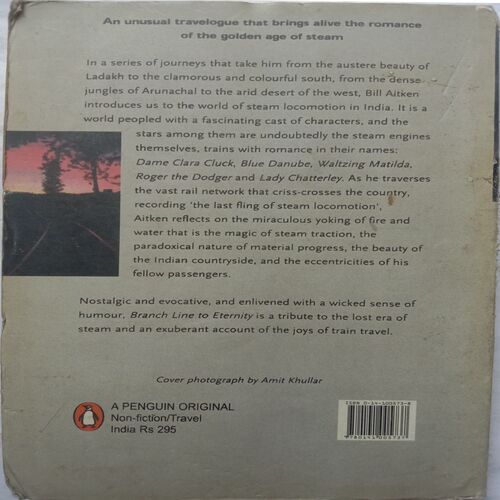 An unusual travelogue that brings alive the romance
of the golden age of steam
In a series of journeys that take him from the austere beauty of
Ladakh to the clamorous and colourful south, from the dense
jungles of Arunachal to the arid desert of the west, Bill Aitken
introduces us to the world of steam locomotion in India. It is a
world peopled with a fascinating cast of characters, and the
stars among them are undoubtedly the steam engines
themselves, trains with romance in their names:
Dame Clara Cluck, Blue Danube, Waltzing Matilda,
Roger the Dodger and Lady Chatterley. As he traverses
the vast rail network that criss-crosses the country,
recording 'the last fling of steam locomotion',
Aitken reflects on the miraculous yoking of fire and
water that is the magic of steam traction, the
paradoxical nature of material progress, the beauty of
the Indian countryside, and the eccentricities of his
fellow passengers.
Nostalgic and evocative, and enlivened with a wicked sense of
humour, Branch Line to Eternity is a tribute to the lost era of
steam and an exuberant account of the joys of train travel.
Cover photograph by Amit Khullar
A PENGUIN ORIGINAL
Non-fiction/Travel
India Rs 295
ISBN 0-14-100573-8